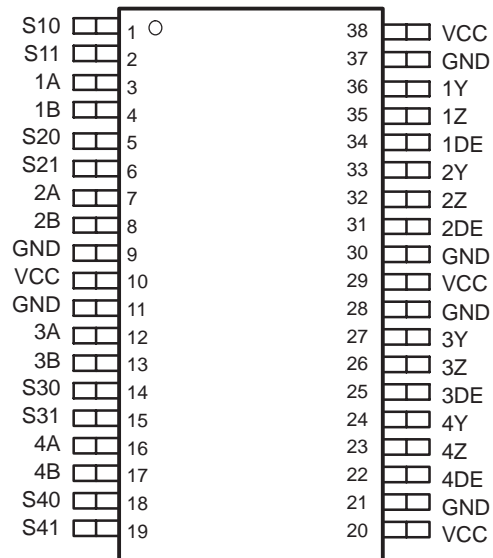 S10 1 38 VCC
S11 2 37 GND
1A 3 36 1Y
1B 4 35 1Z
S20 5 34 1DE
S21 6 33 2Y
2A 7 32 2Z
2B 8 31 2DE
GND 9 30 GND
VCC 10 29 VCC
GND 11 28 GND
3A 12 27 3Y
3B 13 26 3Z
S30 14 25 3DE
S31 15 24 4Y
4A 16 23 4Z
4B 17 22 4DE
S40 18 21 GND
S41 19 20 VCC